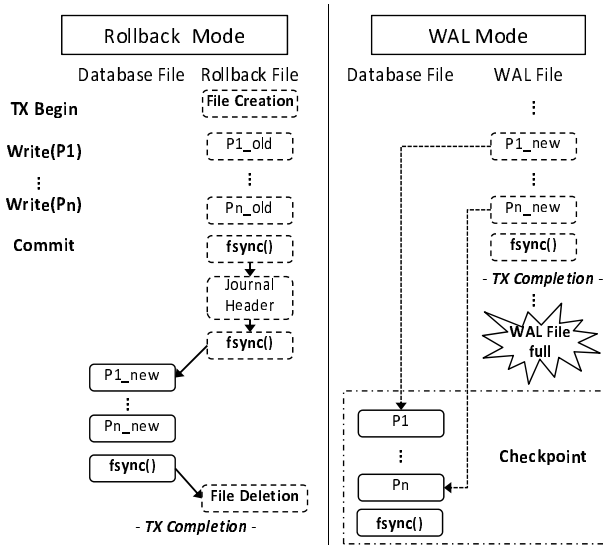 Rollback Mode
Database File Rollback File
TX Begin File Creation
Write(P1) P1_old
⋮ ⋮
Write(Pn) Pn_old
Commit fsync()
Journal
Header
fsync()
P1_new
⋮
Pn_new
fsync()
File Deletion
- TX Completion -
WAL Mode
Database File WAL File
⋮
P1_new
⋮
Pn_new
fsync()
- TX Completion -
⋮
WAL File
full
P1
⋮
Checkpoint
Pn
fsync()